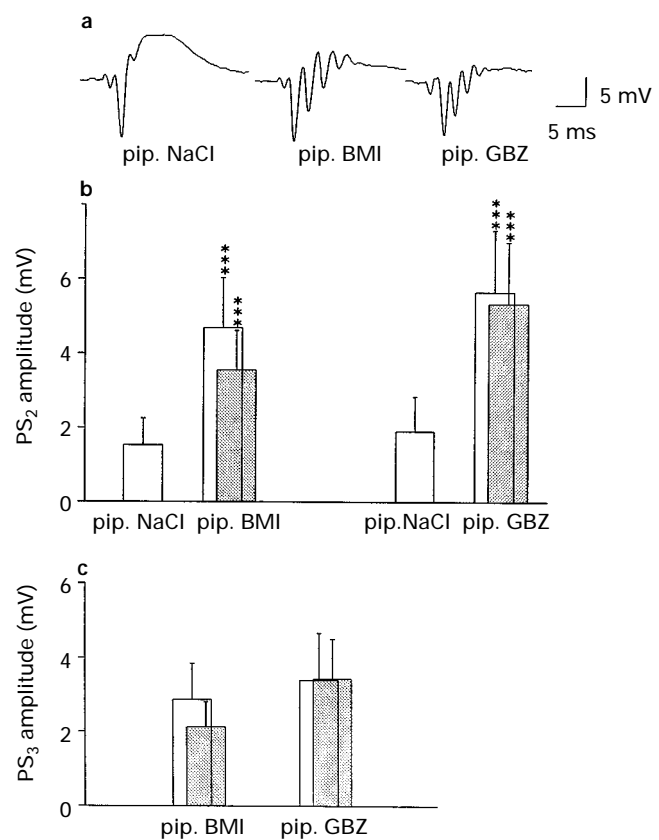 a
5 mV
5 ms
pip. NaCl pip. BMI pip. GBZ
b
PS2 amplitude (mV)
6
4
2
0
*** *** *** ***
pip. NaCl pip. BMI pip.NaCl pip. GBZ
c
PS3 amplitude (mV)
6
4
2
0
pip. BMI pip. GBZ